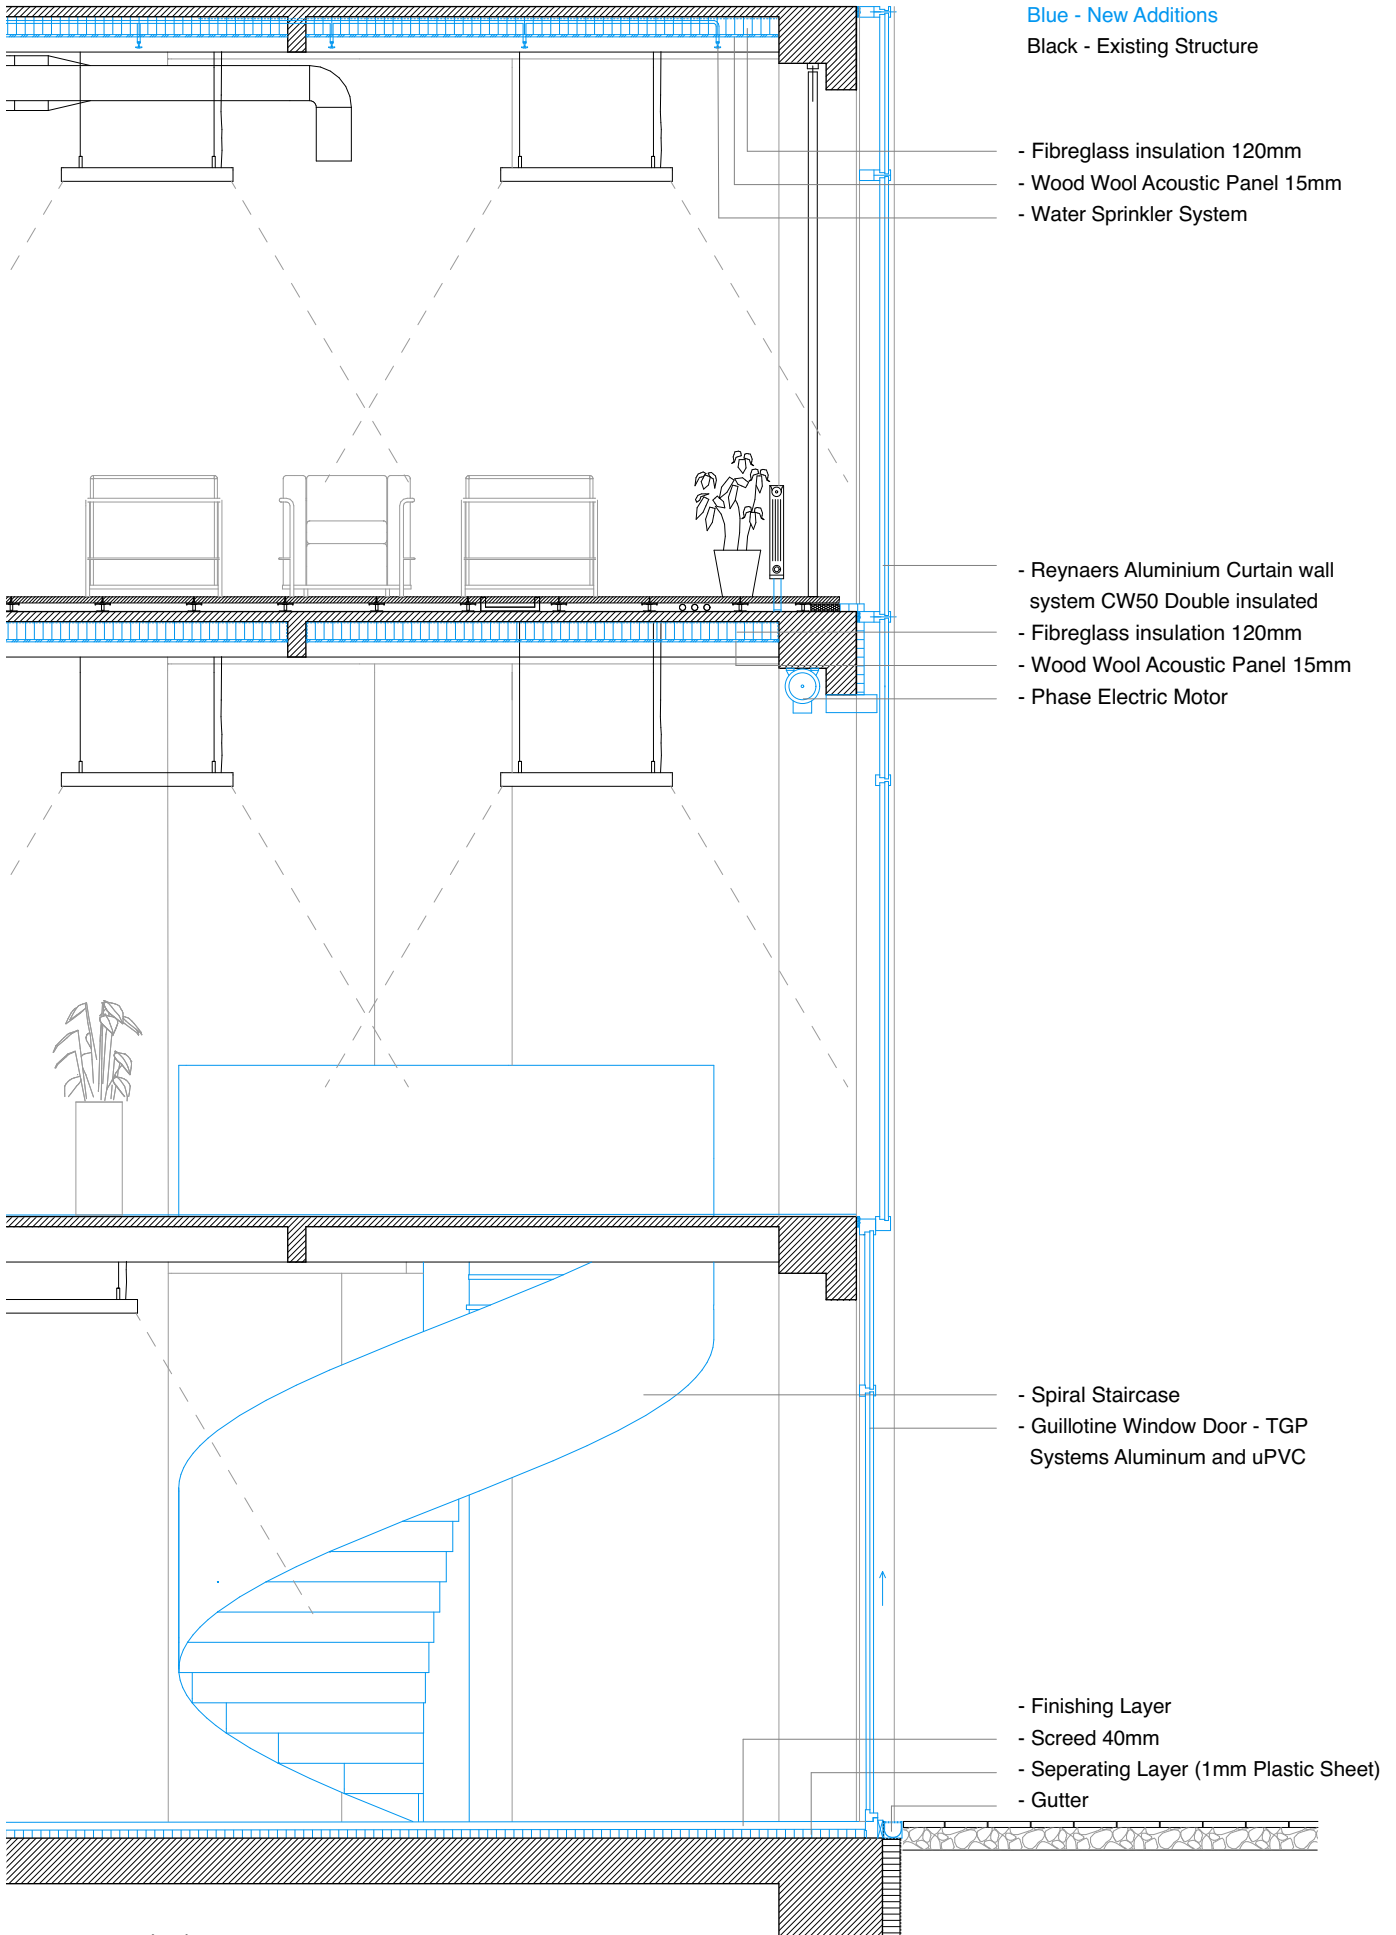 Blue - New Additions
Black - Existing Structure
- Fibreglass insulation 120mm
- Wood Wool Acoustic Panel 15mm
- Water Sprinkler System
- Reynaers Aluminium Curtain wall
system CW50 Double insulated
- Fibreglass insulation 120mm
- Wood Wool Acoustic Panel 15mm
- Phase Electric Motor
- Spiral Staircase
- Guillotine Window Door - TGP
Systems Aluminum and uPVC
- Finishing Layer
- Screed 40mm
- Seperating Layer (1mm Plastic Sheet)
- Gutter